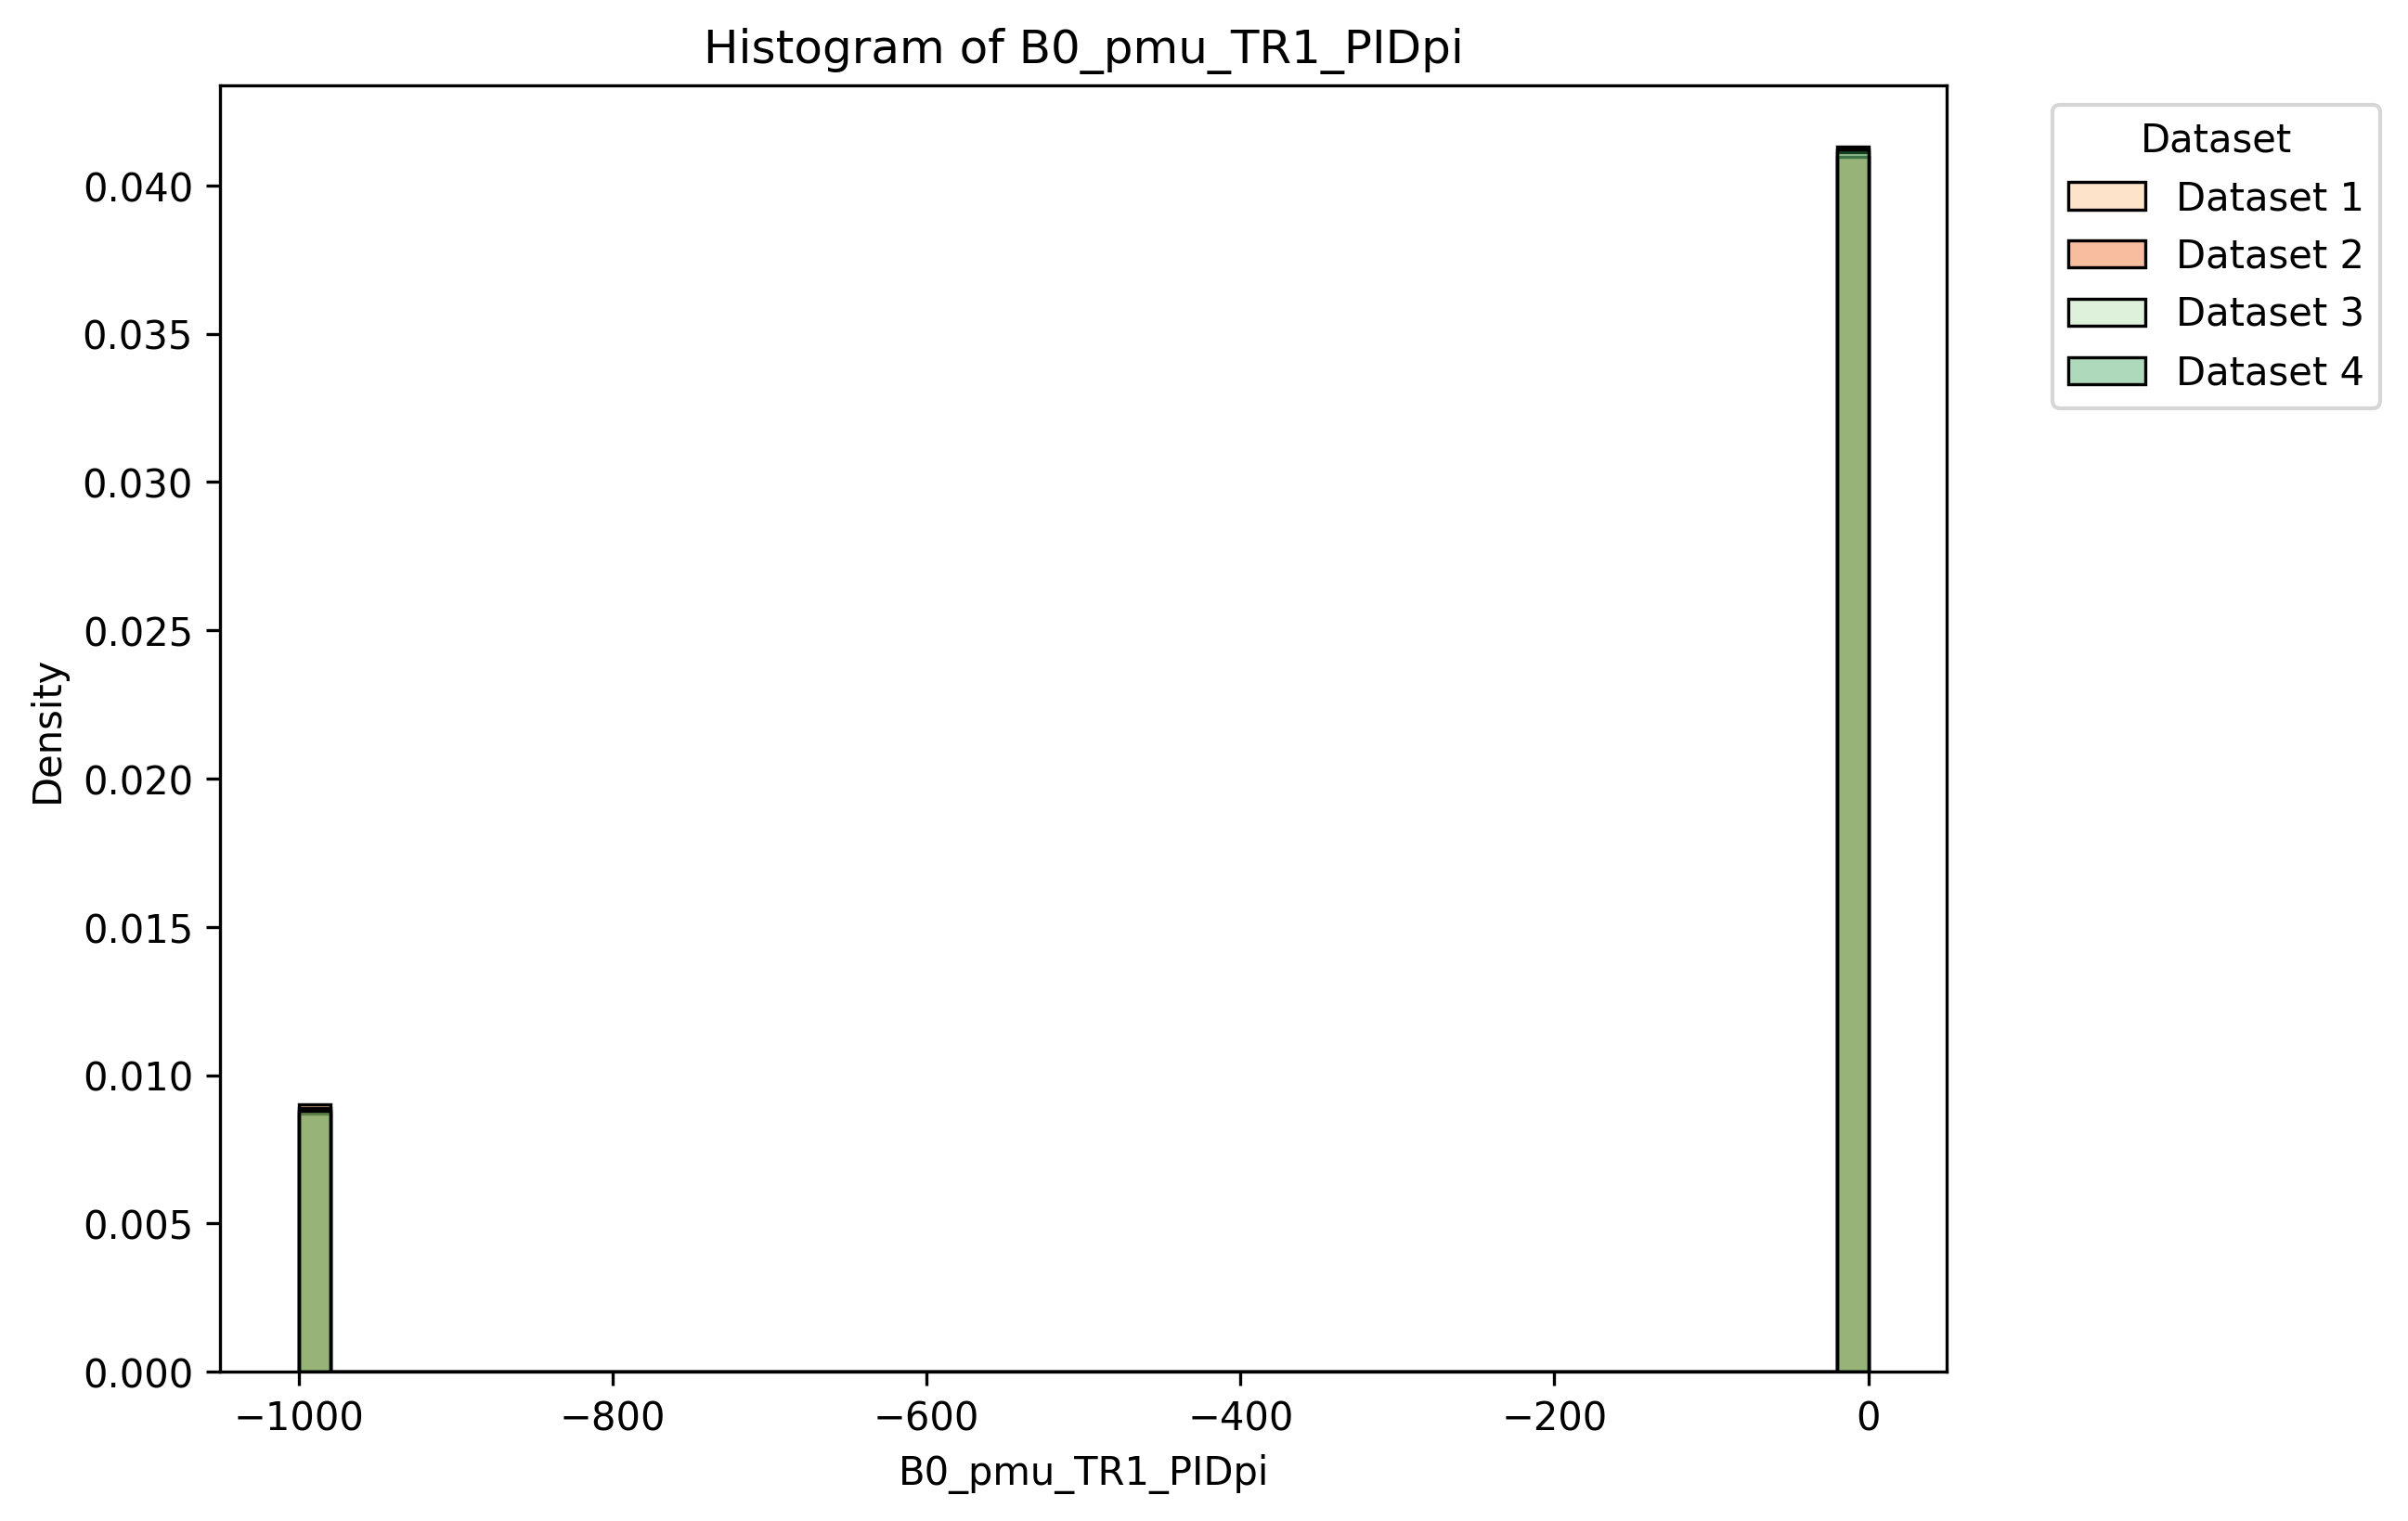 Histogram of B0_pmu_TR1_PIDpi
Density
0.040
0.035
0.030
0.025
0.020
0.015
0.010
0.005
0.000
−1000
−800
−600
−400
−200
0
B0_pmu_TR1_PIDpi
Dataset
Dataset 1
Dataset 2
Dataset 3
Dataset 4